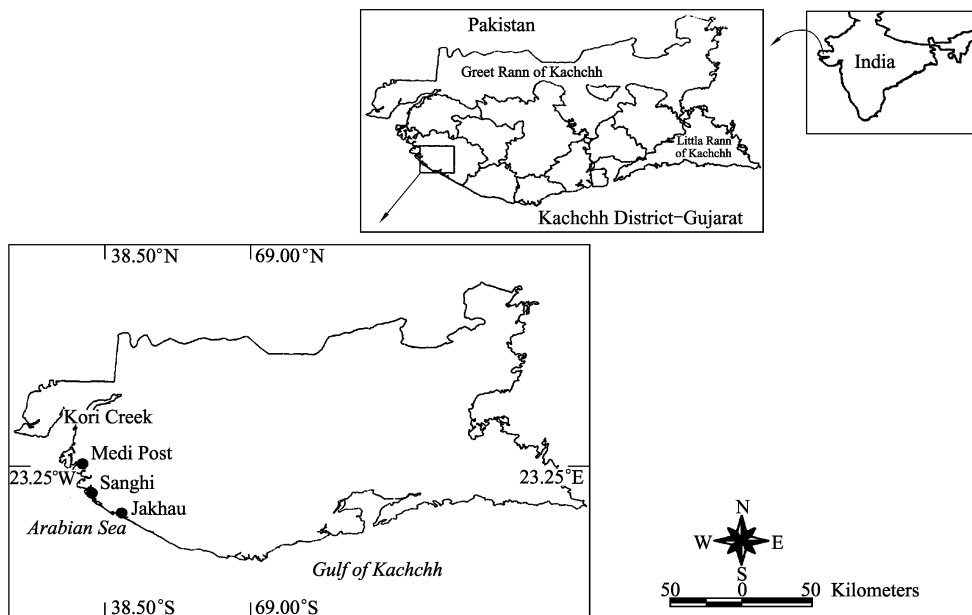 Pakistan
Greet Rann of Kachchh
Littla Rann
of Kachchh
Kachchh District-Gujarat
India
38.50°N
69.00°N
Kori Creek
Medi Post
23.25°W
23.25°E
Sanghi
Jakhau
Arabian Sea
Gulf of Kachchh
38.50°S
69.00°S
N
W
E
S
50
0
50
Kilometers